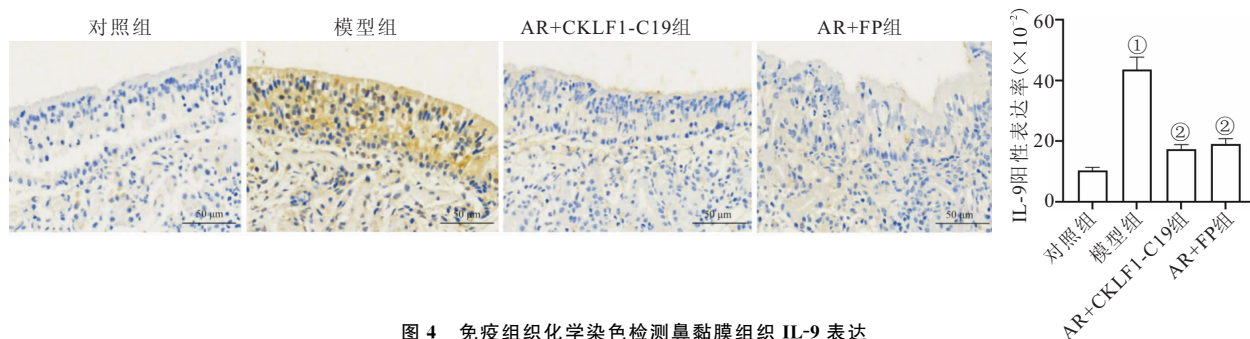 对照组
模型组
AR+CKLF1-C19组
AR+FP组
50 μm
50 μm
50 μm
50 μm
IL-9阳性表达率(×10⁻²)
60
40
20
0
①
②
②
对照组
模型组
AR+CKLF1-C19组
AR+FP组
图 4 免疫组织化学染色检测鼻黏膜组织 IL-9 表达